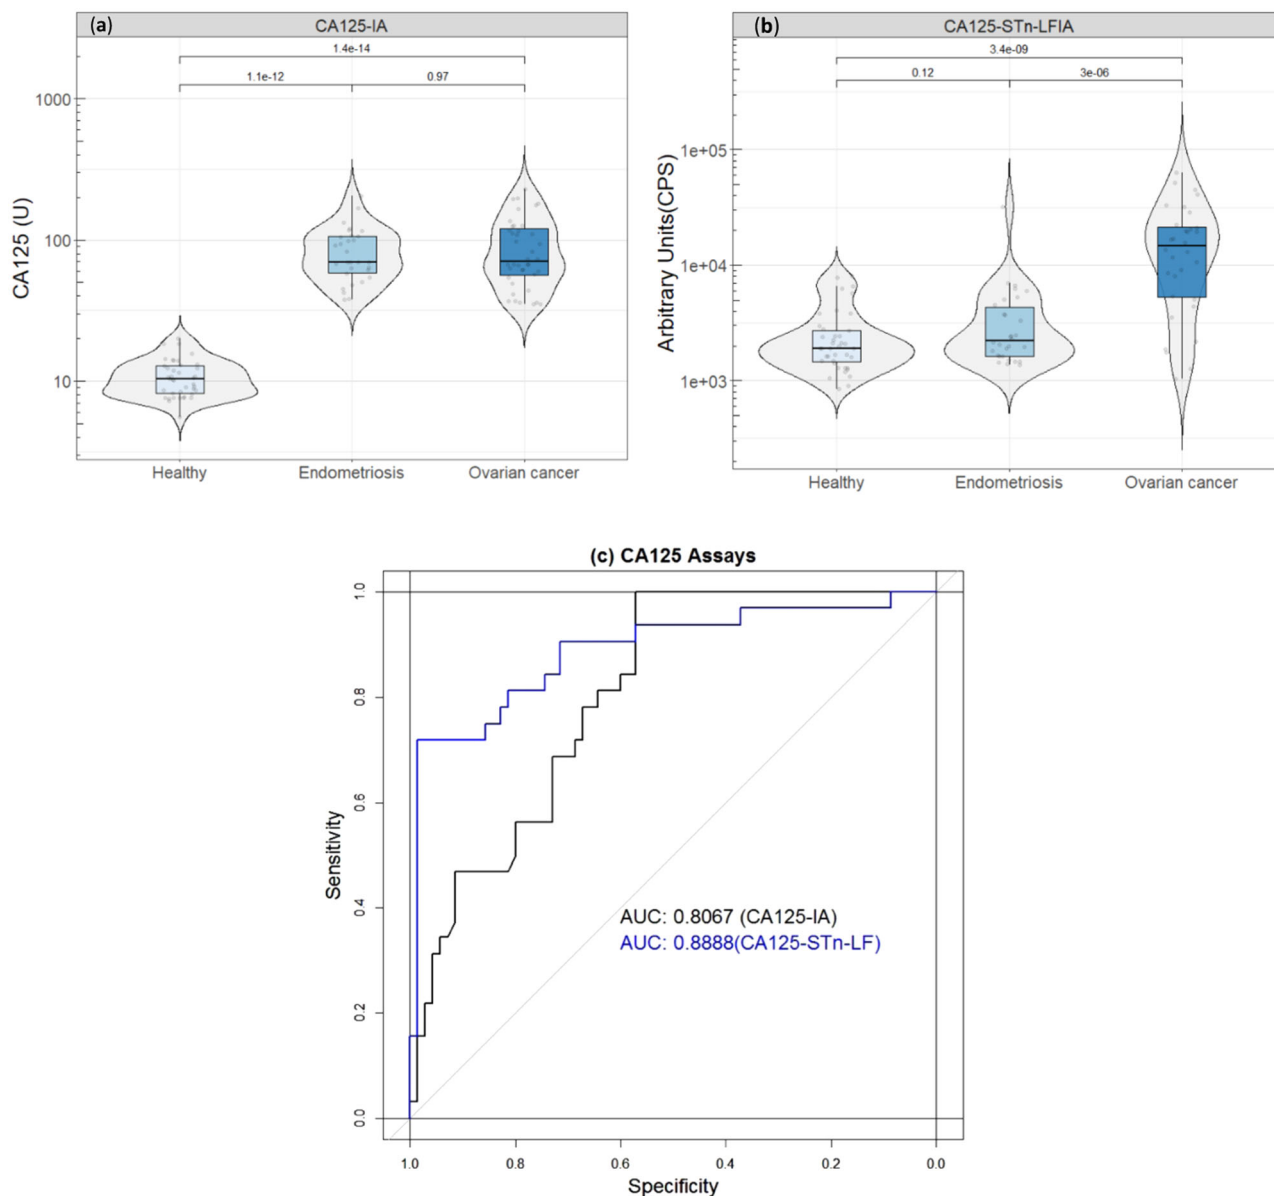 (a) CA125-IA
1.4e-14
1.1e-12 0.97
1000
100
10
CA125 (U)
Healthy Endometriosis Ovarian cancer
(b) CA125-STn-LFIA
3.4e-09
0.12 3e-06
1e+05
1e+04
1e+03
Arbitrary Units(CPS)
Healthy Endometriosis Ovarian cancer
(c) CA125 Assays
1.0
0.8
0.6
0.4
0.2
0.0
Sensitivity
AUC: 0.8067 (CA125-IA)
AUC: 0.8888(CA125-STn-LF)
1.0 0.8 0.6 0.4 0.2 0.0
Specificity